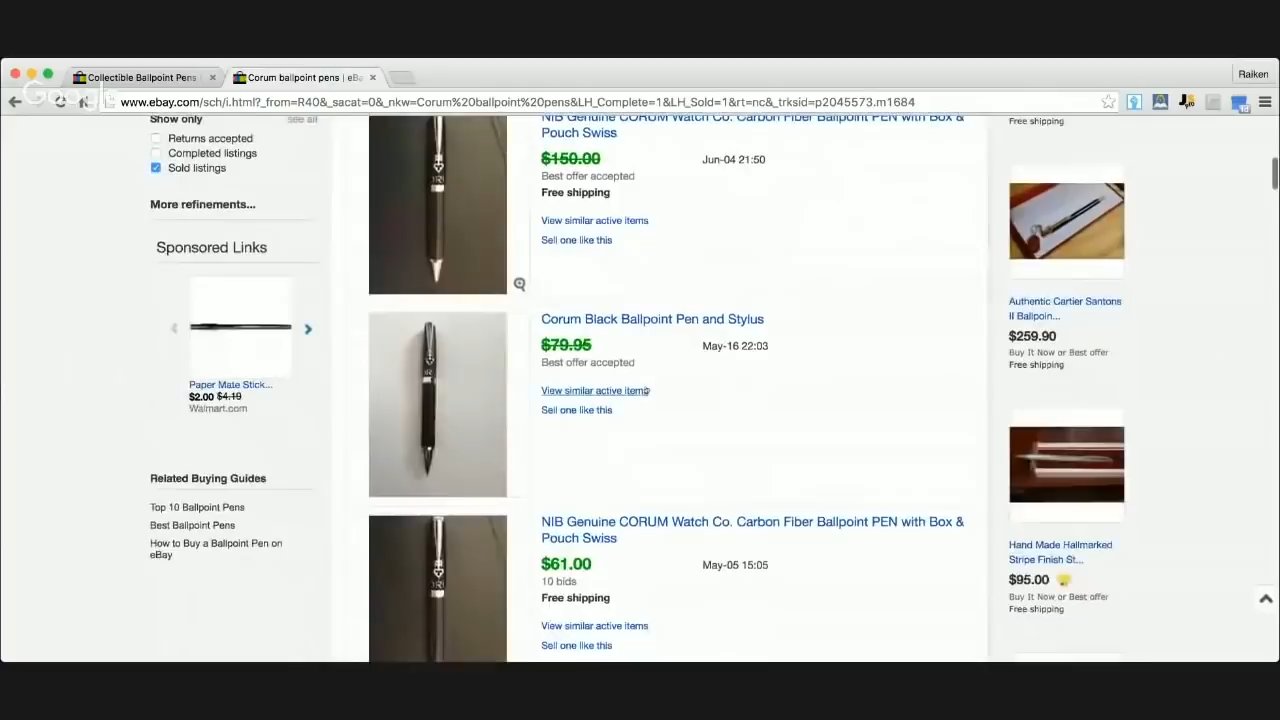 Collectible Ballpoint Pens
Corum ballpoint pens | eBa
Raiken
Google
www.ebay.com/sch/i.html?_from=R40&_sacat=0&_nkw=Corum%20ballpoint%20pens&LH_Complete=1&LH_Sold=1&rt=nc&_trksid=p2045573.m1684
Show only
see all
Returns accepted
Completed listings
Sold listings
More refinements...
Sponsored Links
Paper Mate Stick...
$2.00 $4.19
Walmart.com
Related Buying Guides
Top 10 Ballpoint Pens
Best Ballpoint Pens
How to Buy a Ballpoint Pen on
eBay
NIB Genuine CORUM Watch Co. Carbon Fiber Ballpoint PEN with Box &
Pouch Swiss
$150.00
Jun-04 21:50
Best offer accepted
Free shipping
View similar active items
Sell one like this
Corum Black Ballpoint Pen and Stylus
$79.95
May-16 22:03
Best offer accepted
View similar active items
Sell one like this
NIB Genuine CORUM Watch Co. Carbon Fiber Ballpoint PEN with Box &
Pouch Swiss
$61.00
May-05 15:05
10 bids
Free shipping
View similar active items
Sell one like this
Free shipping
Authentic Cartier Santons
II Ballpoin...
$259.90
Buy It Now or Best offer
Free shipping
Hand Made Hallmarked
Stripe Finish St...
$95.00
Buy It Now or Best offer
Free shipping